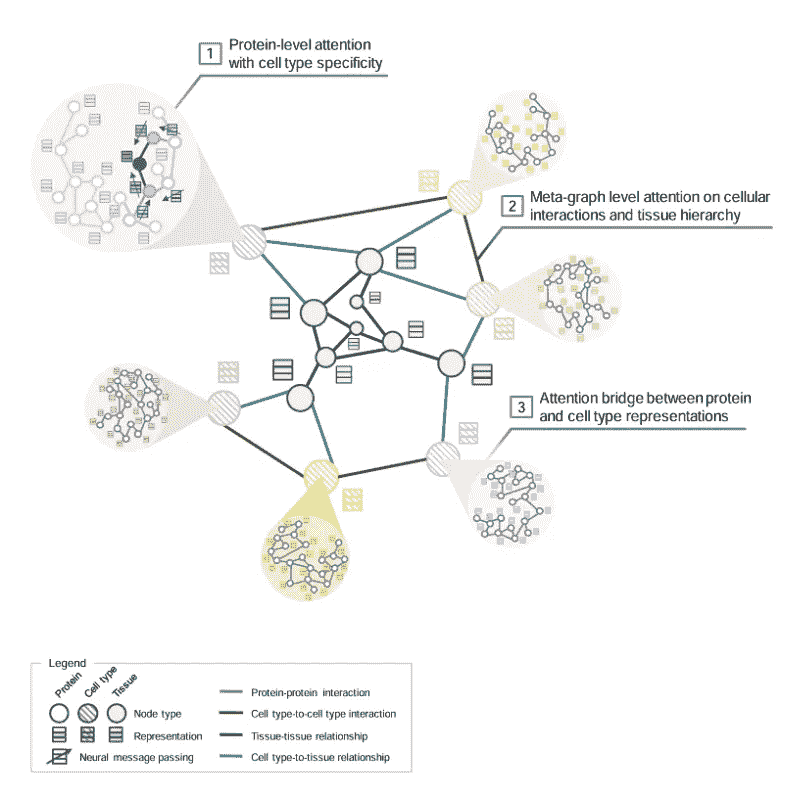 1 Protein-level attention
with cell type specificity
2 Meta-graph level attention on cellular
interactions and tissue hierarchy
3 Attention bridge between protein
and cell type representations
Legend
Protein Cell type Tissue
Node type
Representation
Neural message passing
Protein-protein interaction
Cell type-to-cell type interaction
Tissue-tissue relationship
Cell type-to-tissue relationship